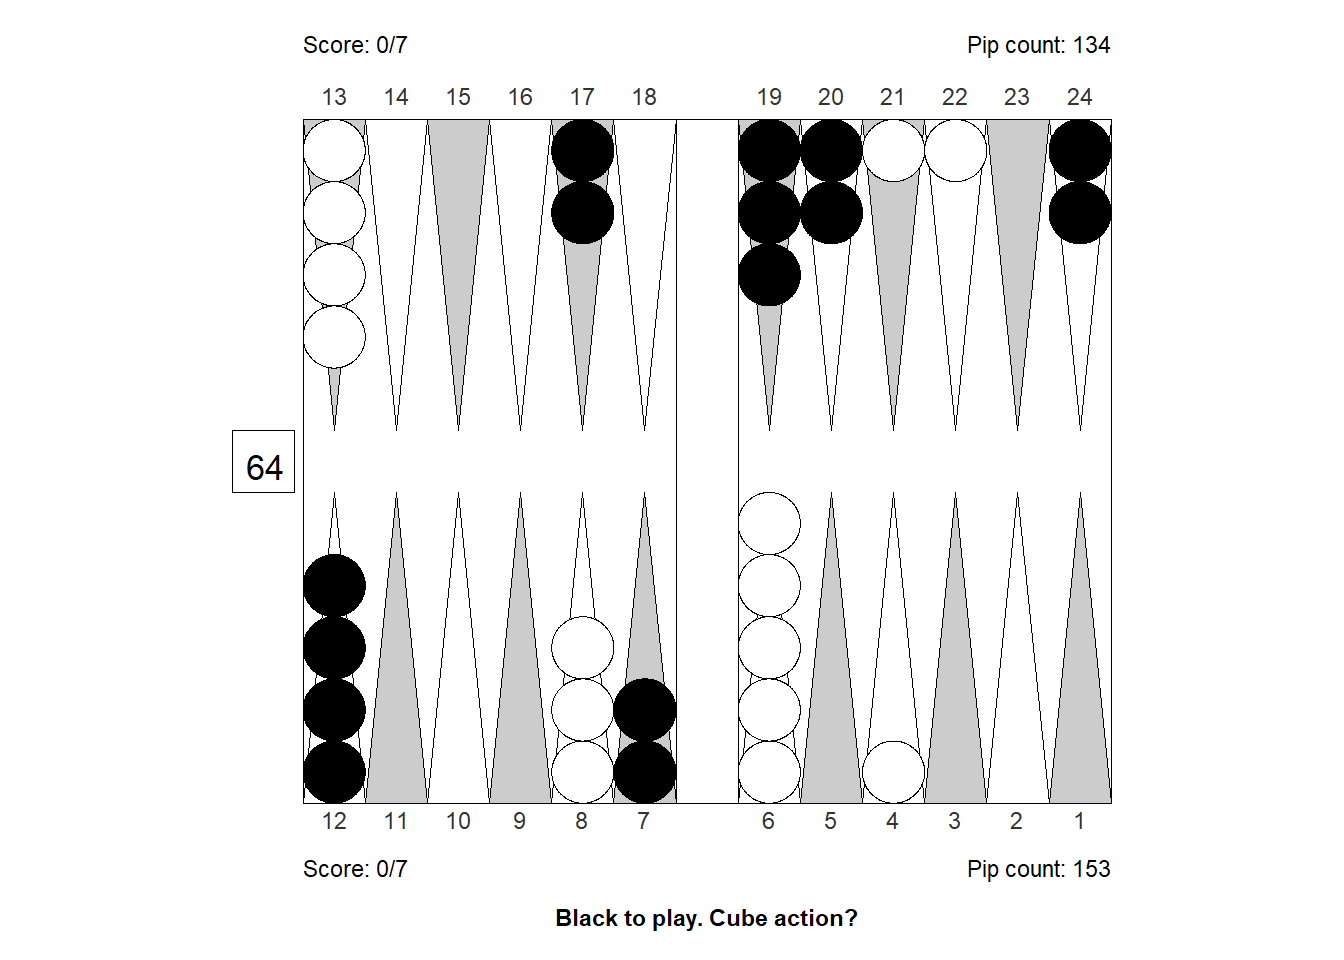 Score: 0/7 Pip count: 134
13 14 15 16 17 18 19 20 21 22 23 24
64
12 11 10 9 8 7 6 5 4 3 2 1
Score: 0/7 Pip count: 153
Black to play. Cube action?